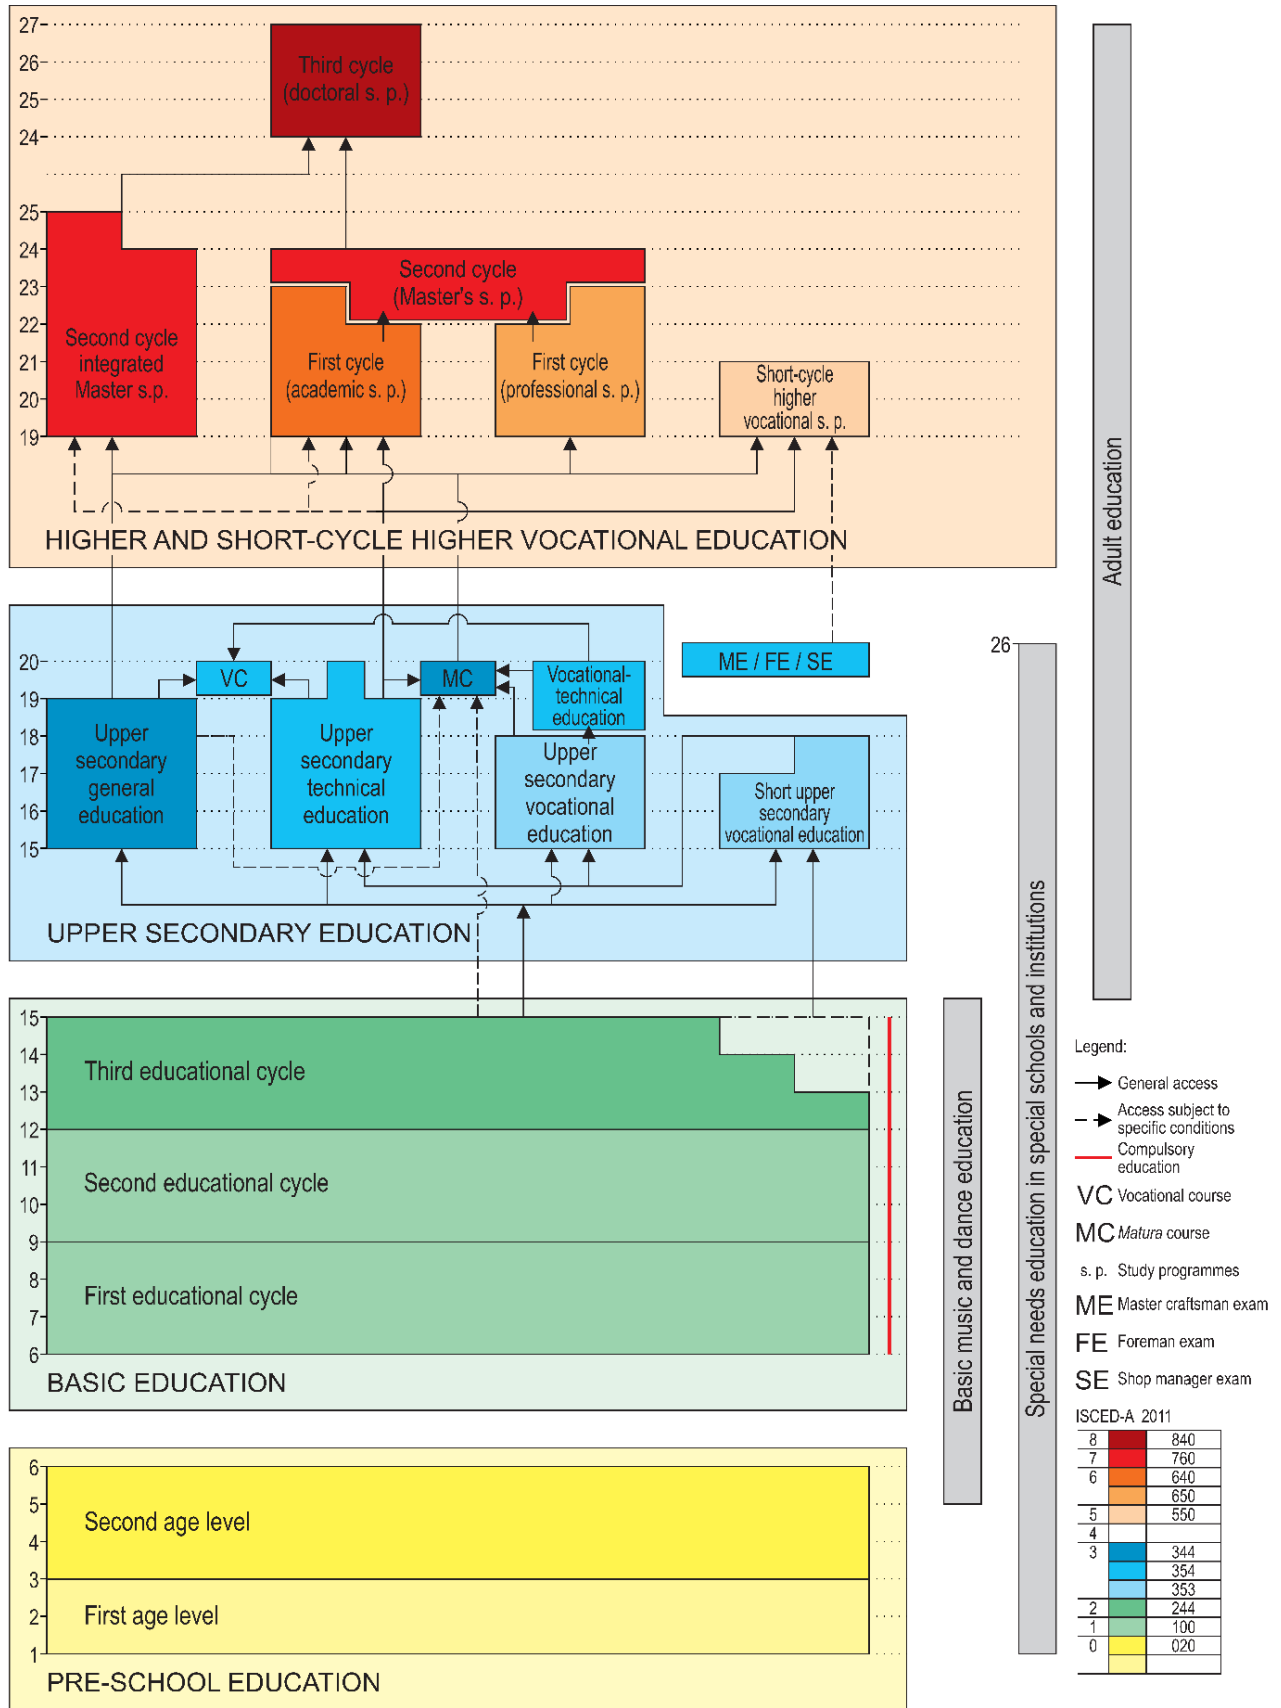 27
26
25
24
25
24
23
22
21
20
19
Third cycle
(doctoral s. p.)
Second cycle
(Master's s. p.)
Second cycle
integrated
Master s.p.
First cycle
(academic s. p.)
First cycle
(professional s. p.)
Short-cycle
higher
vocational s. p.
HIGHER AND SHORT-CYCLE HIGHER VOCATIONAL EDUCATION
20
19
18
17
16
15
VC
MC
Vocational-
technical
education
ME / FE / SE
Upper
secondary
general
education
Upper
secondary
technical
education
Upper
secondary
vocational
education
Short upper
secondary
vocational education
UPPER SECONDARY EDUCATION
15
14
13
12
11
10
9
8
7
6
Third educational cycle
Second educational cycle
First educational cycle
BASIC EDUCATION
6
5
4
3
2
1
Second age level
First age level
PRE-SCHOOL EDUCATION
Basic music and dance education
26
Special needs education in special schools and institutions
Adult education
Legend:
General access
Access subject to
specific conditions
Compulsory
education
VC Vocational course
MC Matura course
s. p. Study programmes
ME Master craftsman exam
FE Foreman exam
SE Shop manager exam
ISCED-A 2011
8 840
7 760
6 640
650
5 550
4
3 344
354
353
2 244
1 100
0 020